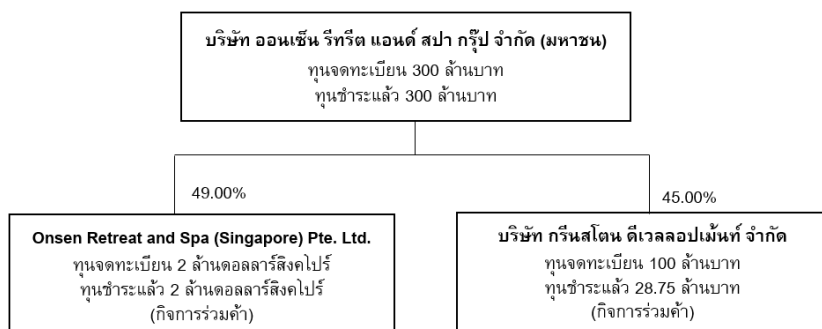 บริษัท ออนเซ็น รีทรีต แอนด์ สปา กรุ๊ป จำกัด (มหาชน)
ทุนจดทะเบียน 300 ล้านบาท
ทุนชำระแล้ว 300 ล้านบาท
49.00%
45.00%
Onsen Retreat and Spa (Singapore) Pte. Ltd.
ทุนจดทะเบียน 2 ล้านดอลลาร์สิงคโปร์
ทุนชำระแล้ว 2 ล้านดอลลาร์สิงคโปร์
(กิจการร่วมค้า)
บริษัท กรีนสโตน ดีเวลลอปเม้นท์ จำกัด
ทุนจดทะเบียน 100 ล้านบาท
ทุนชำระแล้ว 28.75 ล้านบาท
(กิจการร่วมค้า)